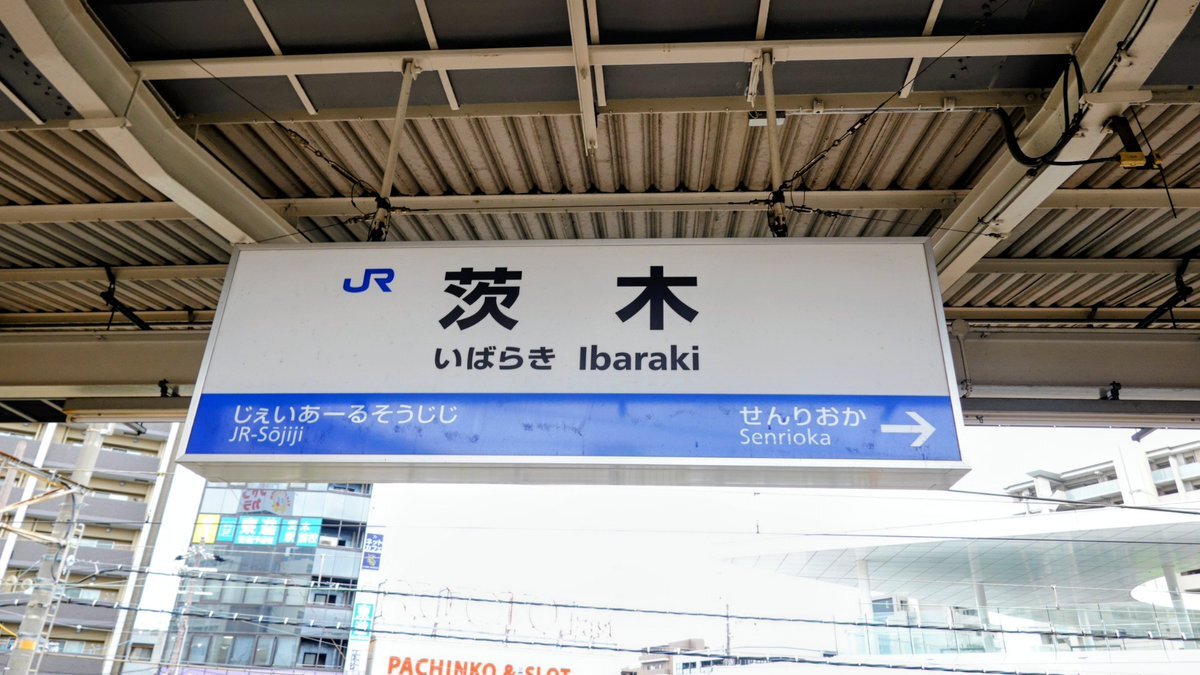 JR 茨木
いばらき Ibaraki
じぇいあーるそうじじ
JR-Sōjiji
せんりおか
Senrioka
PACHINKO & SLOT